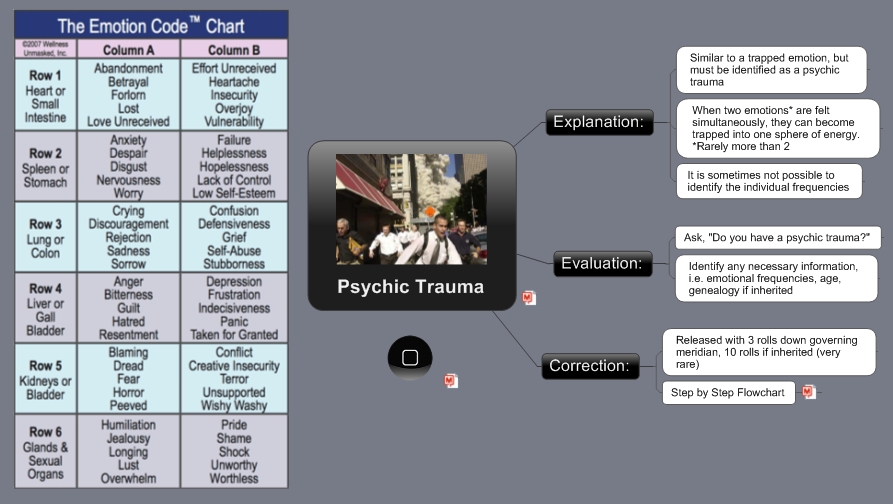 The Emotion Code™ Chart
©2007 Wellness
Unmasked, Inc.
Column A
Column B
Row 1
Heart or
Small
Intestine
Abandonment
Betrayal
Forlorn
Lost
Love Unreceived
Effort Unreceived
Heartache
Insecurity
Overjoy
Vulnerability
Row 2
Spleen or
Stomach
Anxiety
Despair
Disgust
Nervousness
Worry
Failure
Helplessness
Hopelessness
Lack of Control
Low Self-Esteem
Row 3
Lung or
Colon
Crying
Discouragement
Rejection
Sadness
Sorrow
Confusion
Defensiveness
Grief
Self-Abuse
Stubborness
Row 4
Liver or
Gall
Bladder
Anger
Bitterness
Guilt
Hatred
Resentment
Depression
Frustration
Indecisiveness
Panic
Taken for Granted
Row 5
Kidneys or
Bladder
Blaming
Dread
Fear
Horror
Peeved
Conflict
Creative Insecurity
Terror
Unsupported
Wishy Washy
Row 6
Glands &
Sexual
Organs
Humiliation
Jealousy
Longing
Lust
Overwhelm
Pride
Shame
Shock
Unworthy
Worthless
Psychic Trauma
Explanation:
Similar to a trapped emotion, but
must be identified as a psychic
trauma
When two emotions* are felt
simultaneously, they can become
trapped into one sphere of energy.
*Rarely more than 2
It is sometimes not possible to
identify the individual frequencies
Evaluation:
Ask, "Do you have a psychic trauma?"
Identify any necessary information,
i.e. emotional frequencies, age,
genealogy if inherited
Correction:
Released with 3 rolls down governing
meridian, 10 rolls if inherited (very
rare)
Step by Step Flowchart